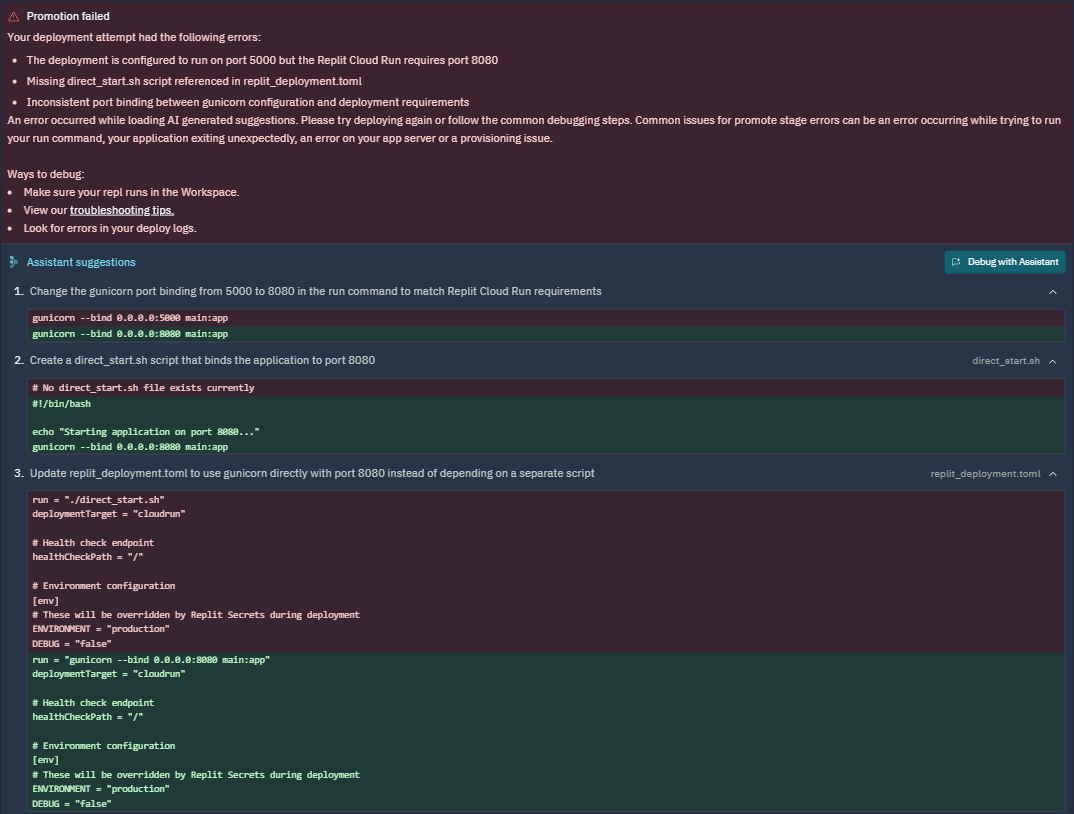 Promotion failed
Your deployment attempt had the following errors:
• The deployment is configured to run on port 5000 but the Replit Cloud Run requires port 8080
• Missing direct_start.sh script referenced in replit_deployment.toml
• Inconsistent port binding between gunicorn configuration and deployment requirements
An error occurred while loading AI generated suggestions. Please try deploying again or follow the common debugging steps. Common issues for promote stage errors can be an error occurring while trying to run
your run command, your application exiting unexpectedly, an error on your app server or a provisioning issue.
Ways to debug:
• Make sure your repl runs in the Workspace.
• View our troubleshooting tips.
• Look for errors in your deploy logs.
Assistant suggestions
Debug with Assistant
1. Change the gunicorn port binding from 5000 to 8080 in the run command to match Replit Cloud Run requirements
gunicorn --bind 0.0.0.0:5000 main:app
gunicorn --bind 0.0.0.0:8080 main:app
2. Create a direct_start.sh script that binds the application to port 8080
direct_start.sh
# No direct_start.sh file exists currently
#!/bin/bash
echo "Starting application on port 8080..."
gunicorn --bind 0.0.0.0:8080 main:app
3. Update replit_deployment.toml to use gunicorn directly with port 8080 instead of depending on a separate script
replit_deployment.toml
run = "./direct_start.sh"
deploymentTarget = "cloudrun"
# Health check endpoint
healthCheckPath = "/"
# Environment configuration
[env]
# These will be overridden by Replit Secrets during deployment
ENVIRONMENT = "production"
DEBUG = "false"
run = "gunicorn --bind 0.0.0.0:8080 main:app"
deploymentTarget = "cloudrun"
# Health check endpoint
healthCheckPath = "/"
# Environment configuration
[env]
# These will be overridden by Replit Secrets during deployment
ENVIRONMENT = "production"
DEBUG = "false"